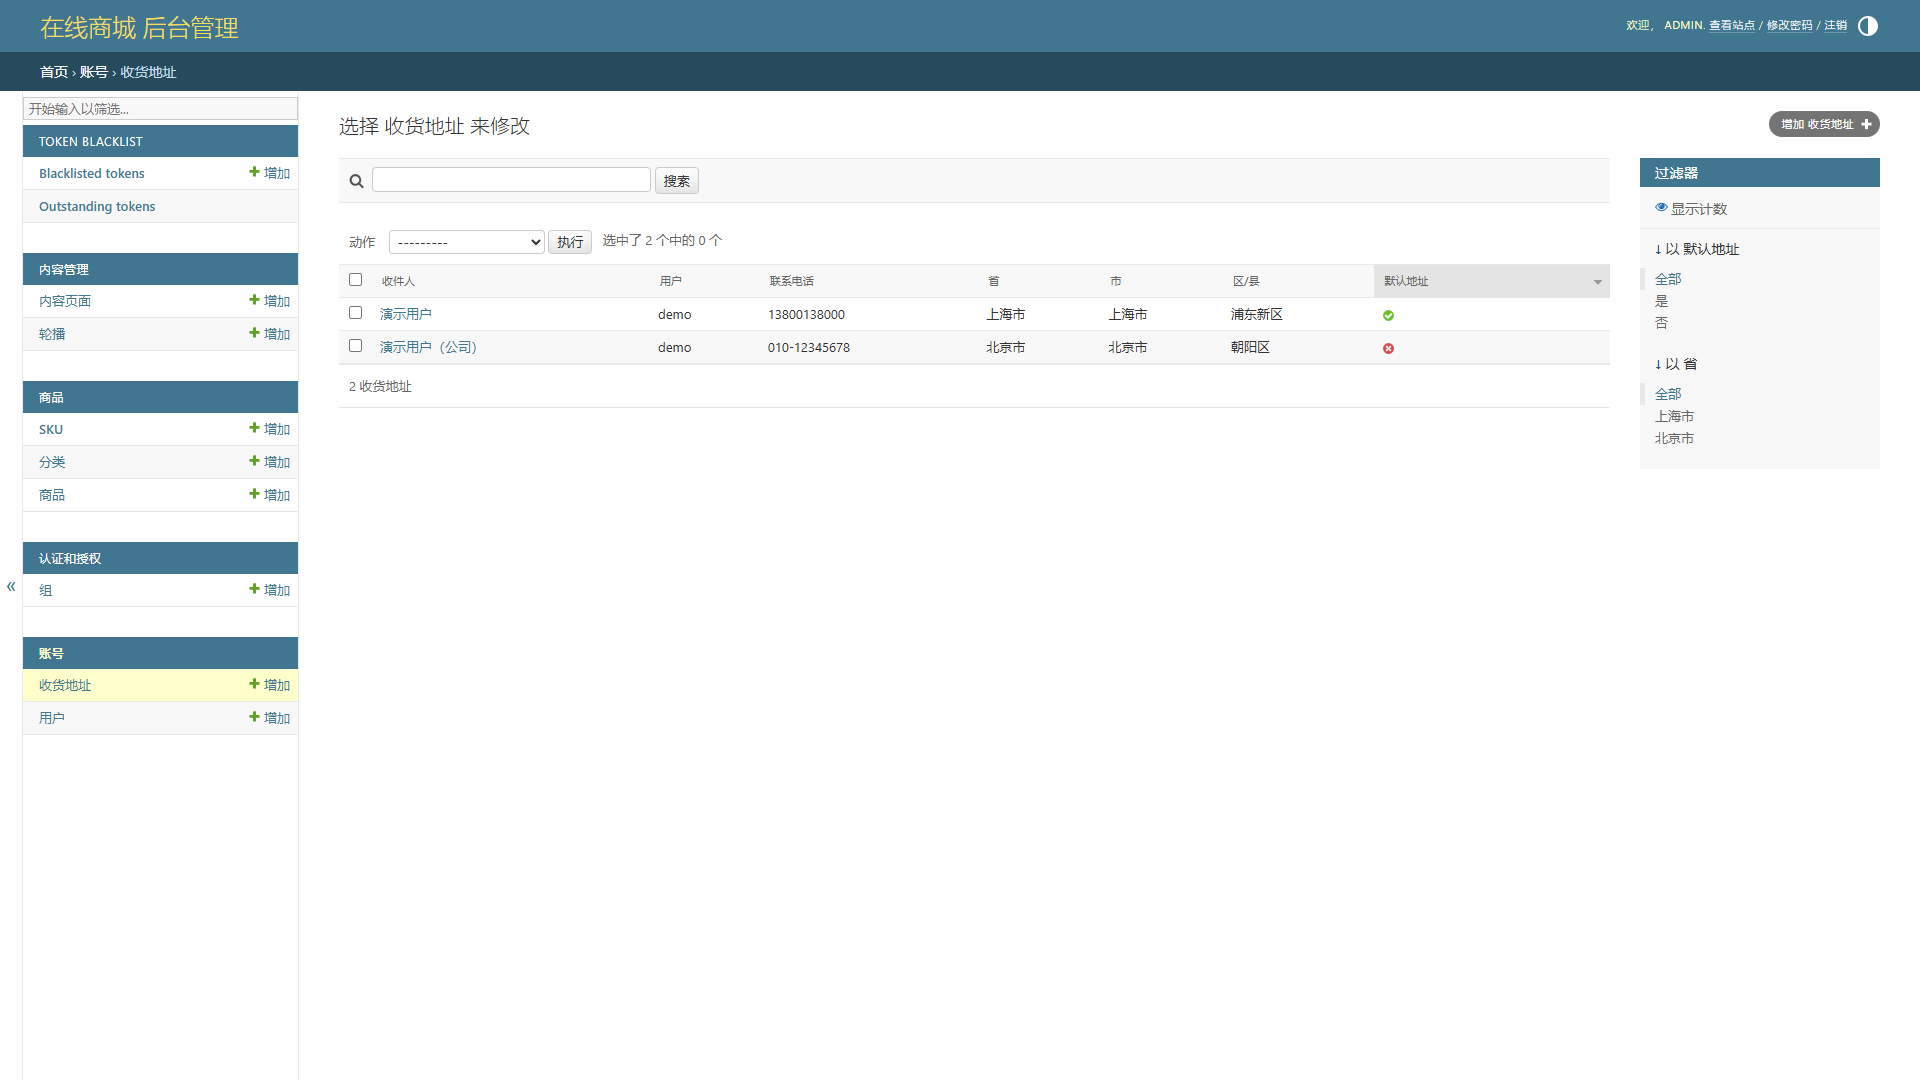 在线商城 后台管理
欢迎， ADMIN. 查看站点 / 修改密码 / 注销
首页 › 账号 › 收货地址
开始输入以筛选...
TOKEN BLACKLIST
Blacklisted tokens 增加
Outstanding tokens
内容管理
内容页面 增加
轮播 增加
商品
SKU 增加
分类 增加
商品 增加
认证和授权
组 增加
«
账号
收货地址 增加
用户 增加
选择 收货地址 来修改
增加 收货地址
搜索
动作 --------- 执行 选中了 2 个中的 0 个
收件人 用户 联系电话 省 市 区/县 默认地址
演示用户 demo 13800138000 上海市 上海市 浦东新区
演示用户（公司） demo 010-12345678 北京市 北京市 朝阳区
2 收货地址
过滤器
显示计数
↓ 以 默认地址
全部
是
否
↓ 以 省
全部
上海市
北京市